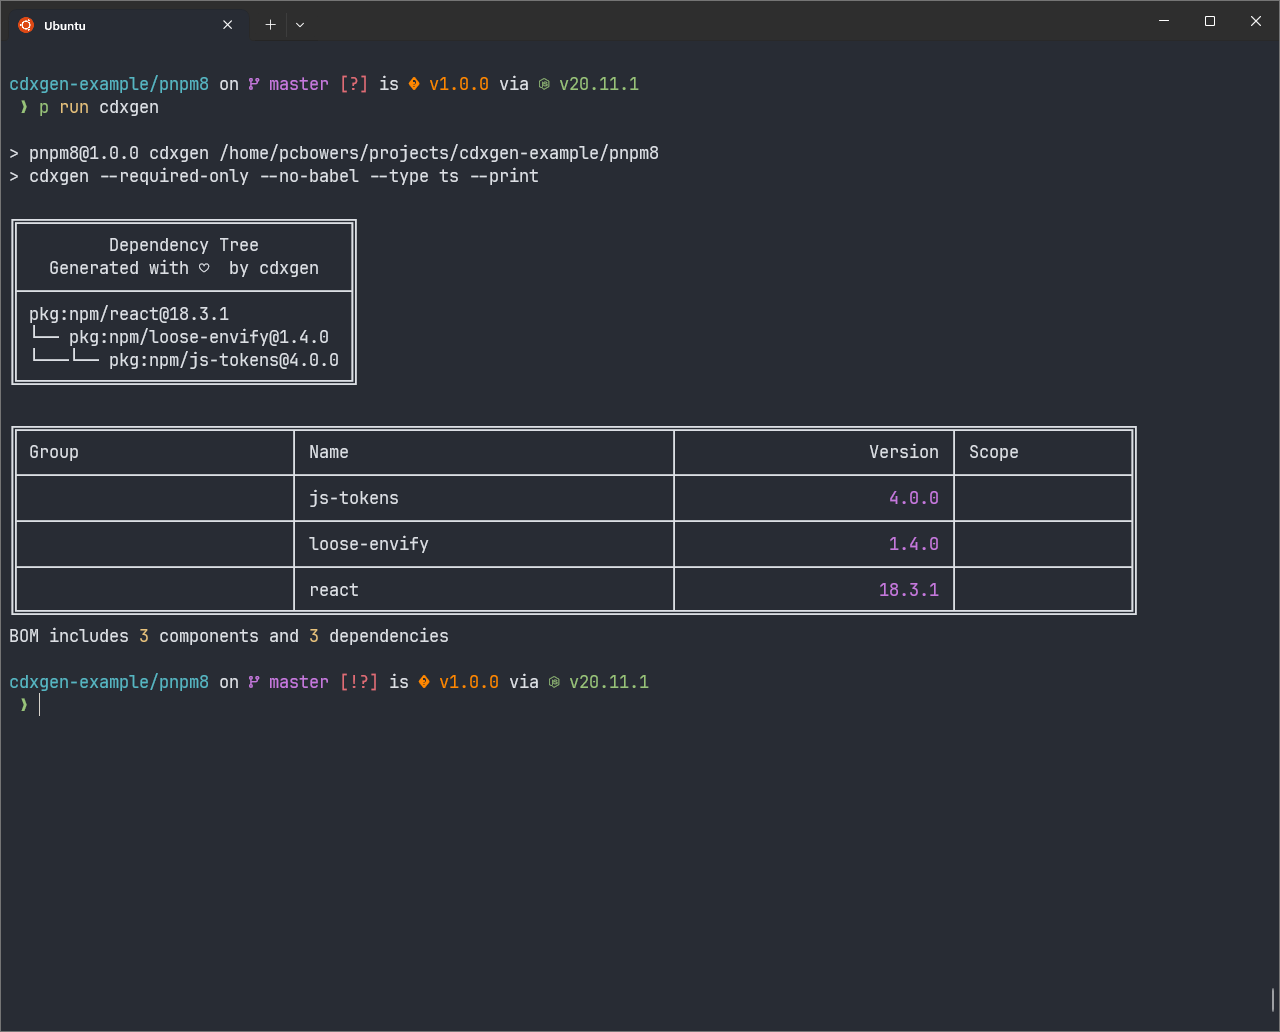 Ubuntu
cdxgen-example/pnpm8 on master [?] is v1.0.0 via v20.11.1
❱ p run cdxgen
> pnpm8@1.0.0 cdxgen /home/pcbowers/projects/cdxgen-example/pnpm8
> cdxgen --required-only --no-babel --type ts --print
Dependency Tree
Generated with ♡ by cdxgen
pkg:npm/react@18.3.1
└── pkg:npm/loose-envify@1.4.0
└───└── pkg:npm/js-tokens@4.0.0
Group Name Version Scope
js-tokens 4.0.0
loose-envify 1.4.0
react 18.3.1
BOM includes 3 components and 3 dependencies
cdxgen-example/pnpm8 on master [!?] is v1.0.0 via v20.11.1
❱